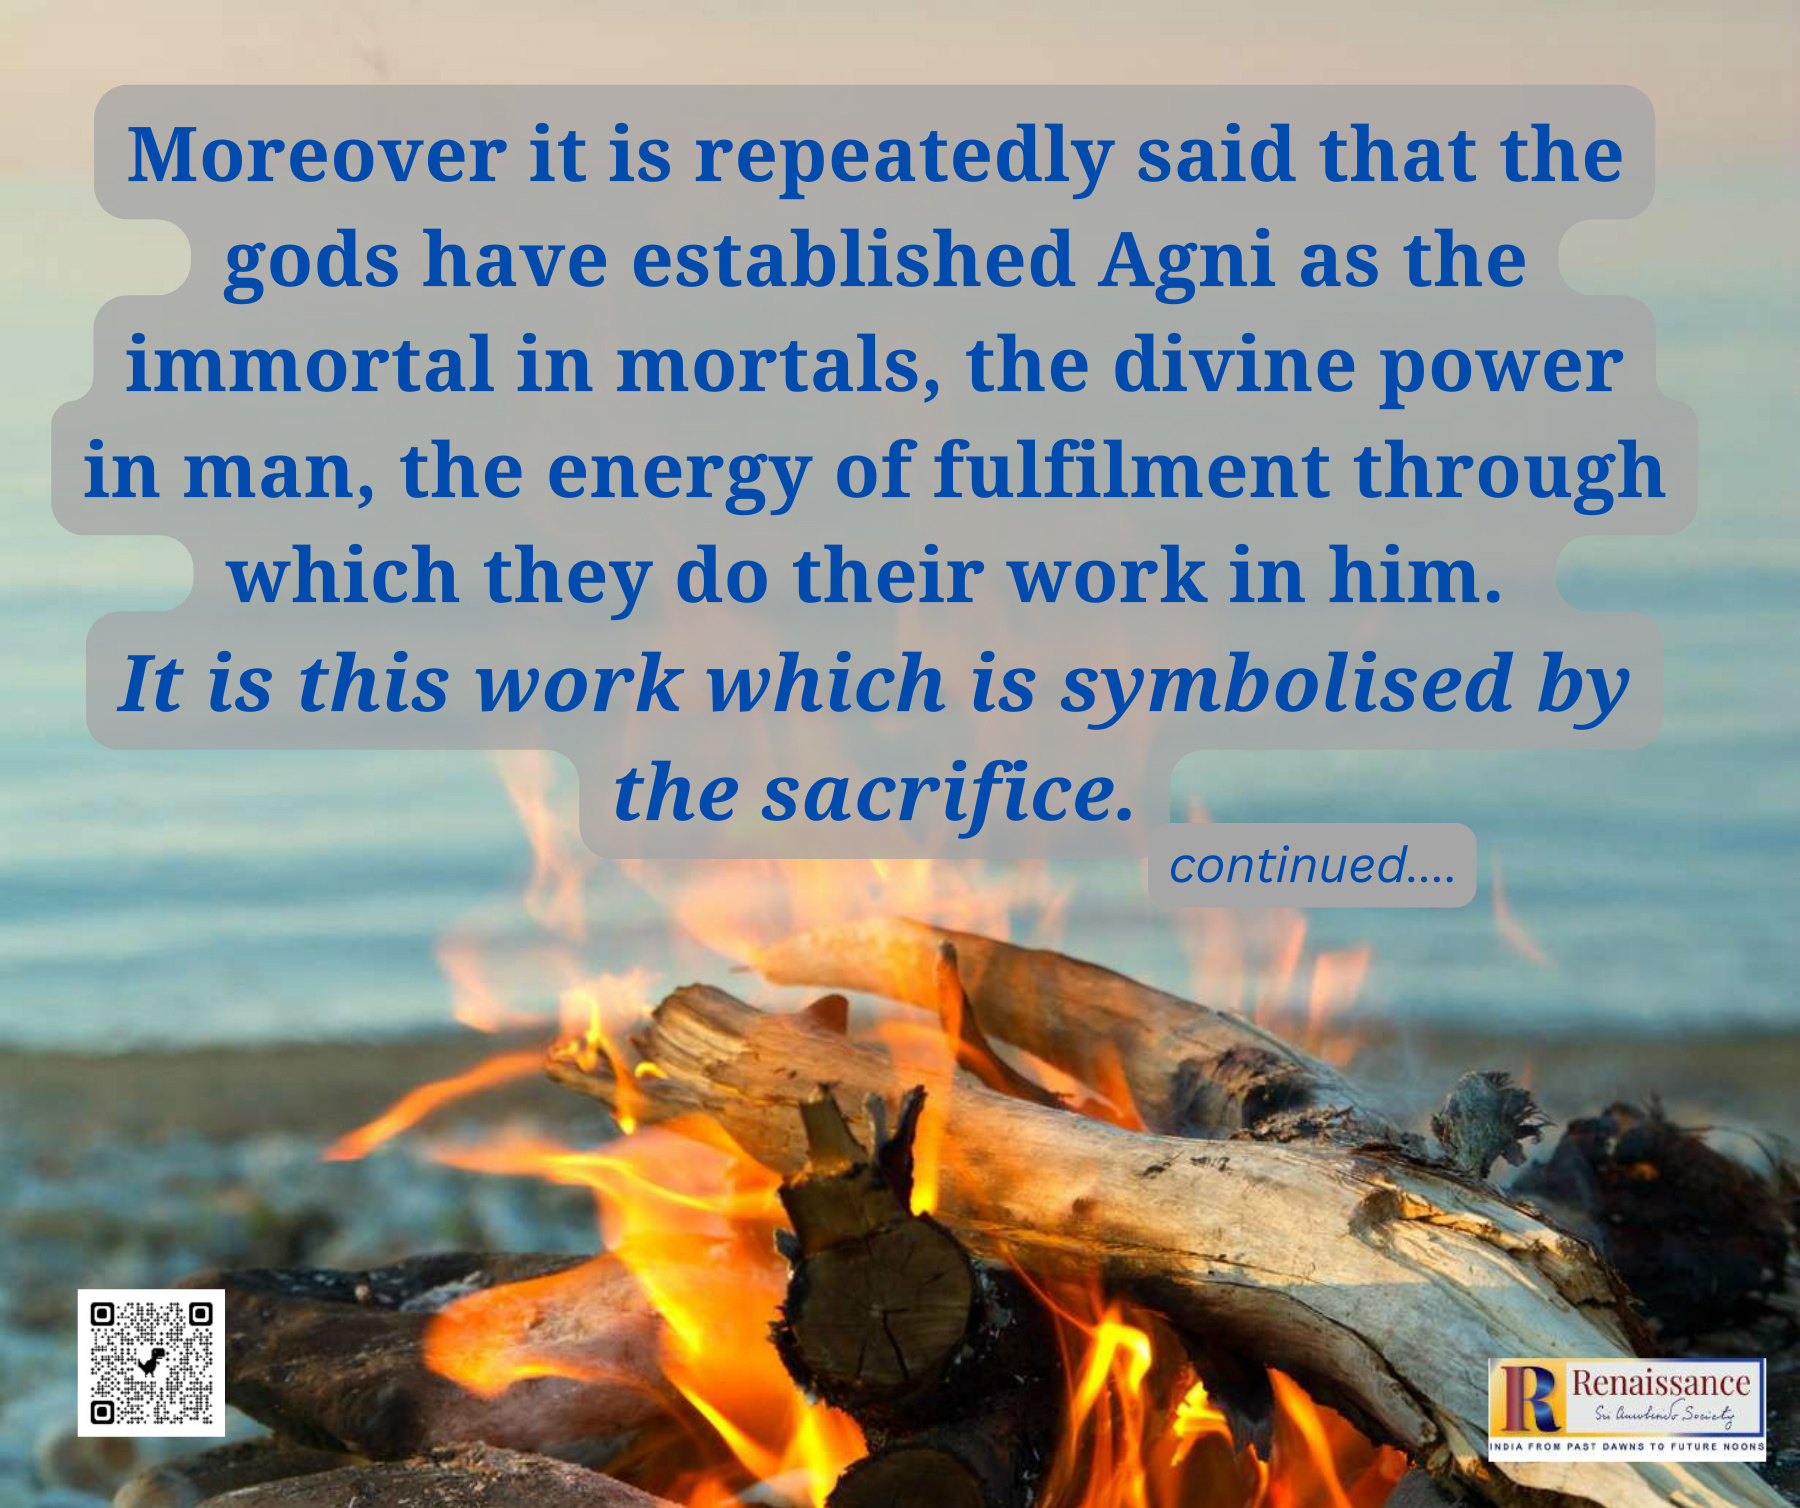 Moreover it is repeatedly said that the
gods have established Agni as the
immortal in mortals, the divine power
in man, the energy of fulfilment through
which they do their work in him.
It is this work which is symbolised by
the sacrifice.
continued....
R Renaissance
Sri Aurobindo Society
INDIA FROM PAST DAWNS TO FUTURE NOONS